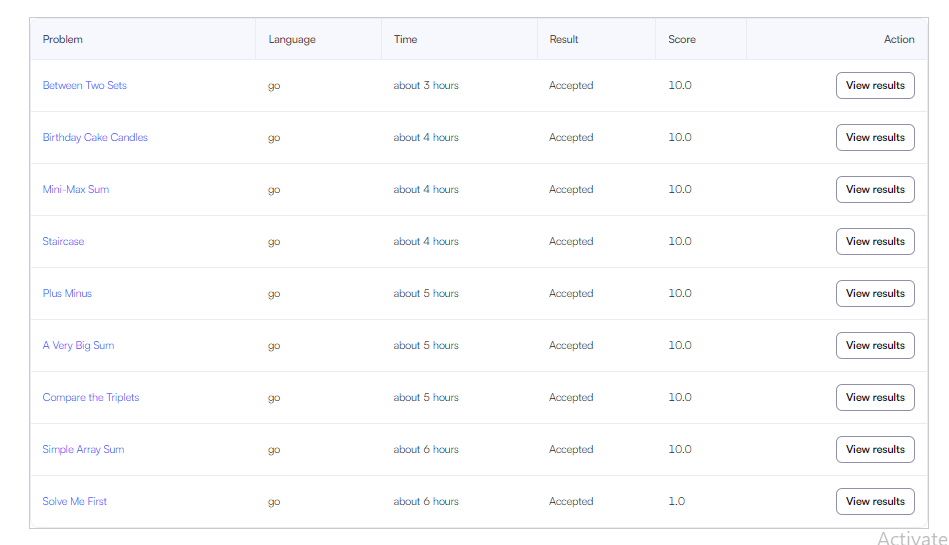 Problem Language Time Result Score Action
Between Two Sets go about 3 hours Accepted 10.0 View results
Birthday Cake Candles go about 4 hours Accepted 10.0 View results
Mini-Max Sum go about 4 hours Accepted 10.0 View results
Staircase go about 4 hours Accepted 10.0 View results
Plus Minus go about 5 hours Accepted 10.0 View results
A Very Big Sum go about 5 hours Accepted 10.0 View results
Compare the Triplets go about 5 hours Accepted 10.0 View results
Simple Array Sum go about 6 hours Accepted 10.0 View results
Solve Me First go about 6 hours Accepted 1.0 View results
Activate